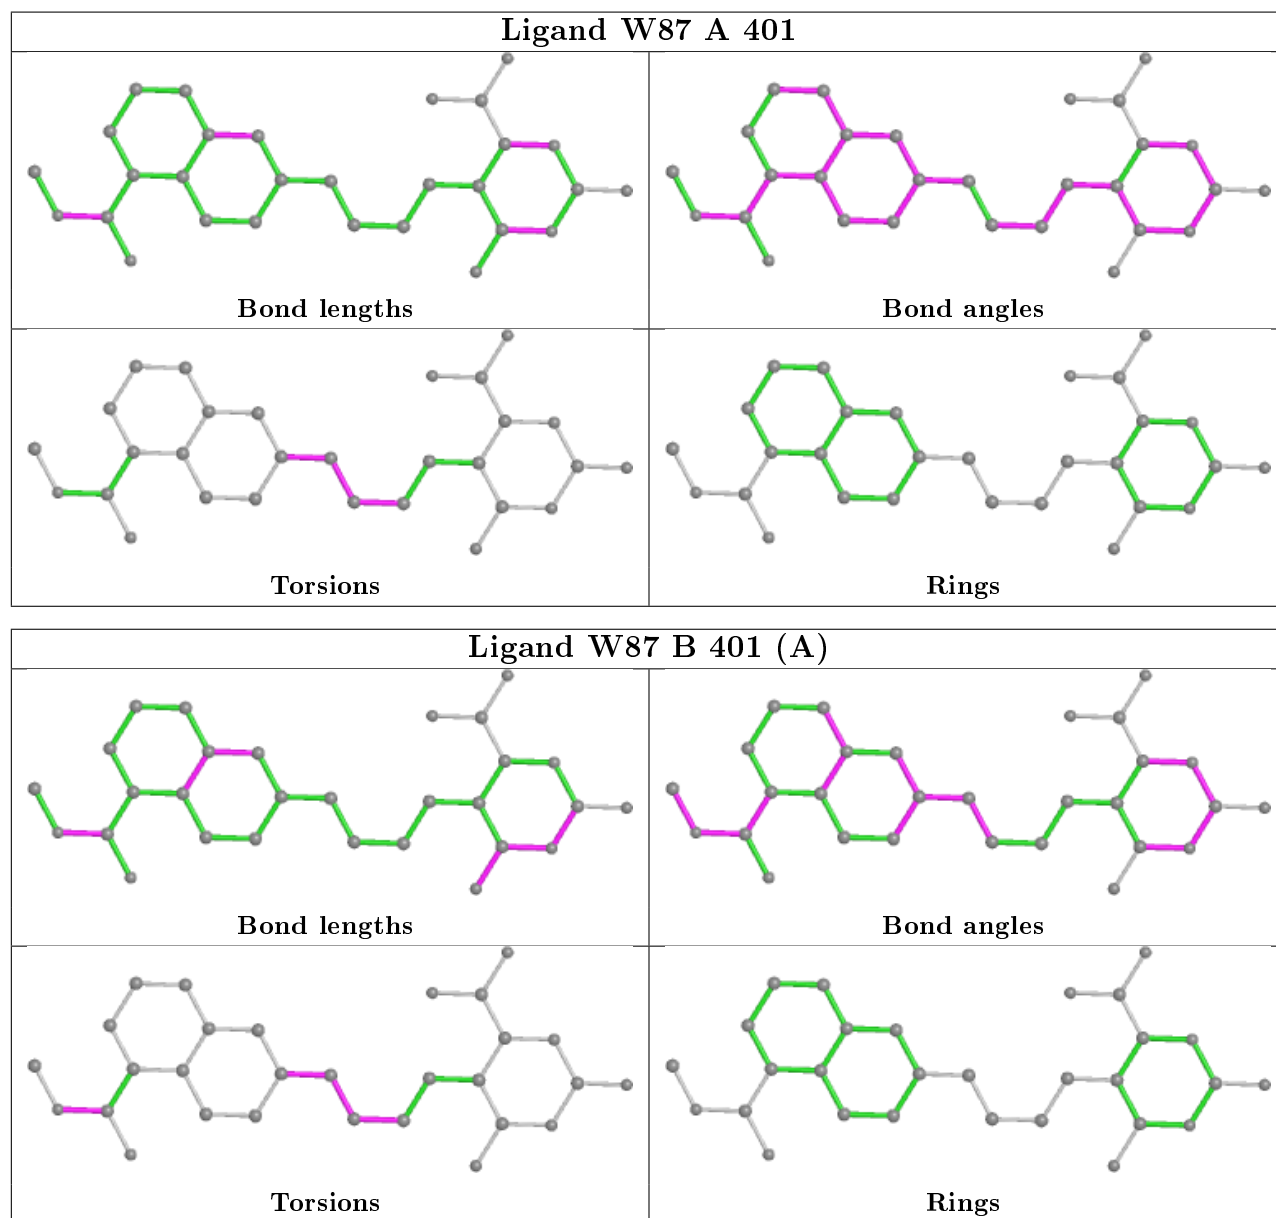 Ligand W87 A 401
Bond lengths
Bond angles
Torsions
Rings
Ligand W87 B 401 (A)
Bond lengths
Bond angles
Torsions
Rings